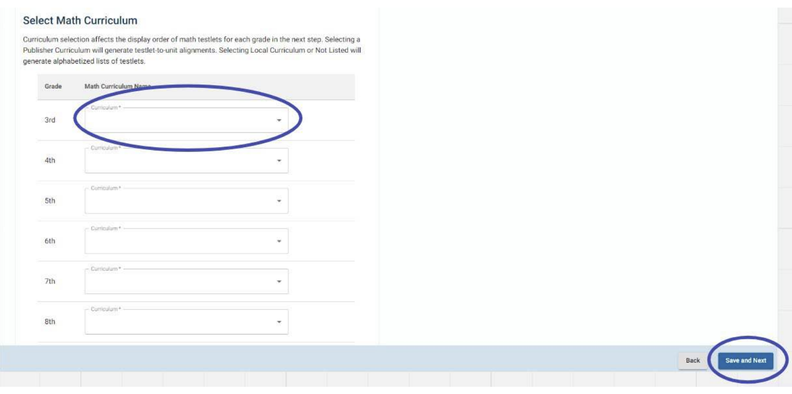 Select Math Curriculum
Curriculum selection affects the display order of math testlets for each grade in the next step. Selecting a
Publisher Curriculum will generate testlet-to-unit alignments. Selecting Local Curriculum or Not Listed will
generate alphabetized lists of testlets.
Grade Math Curriculum Name
Curriculum*
3rd
Curriculum*
4th
Curriculum*
5th
Curriculum*
6th
Curriculum*
7th
Curriculum*
8th
Back Save and Next